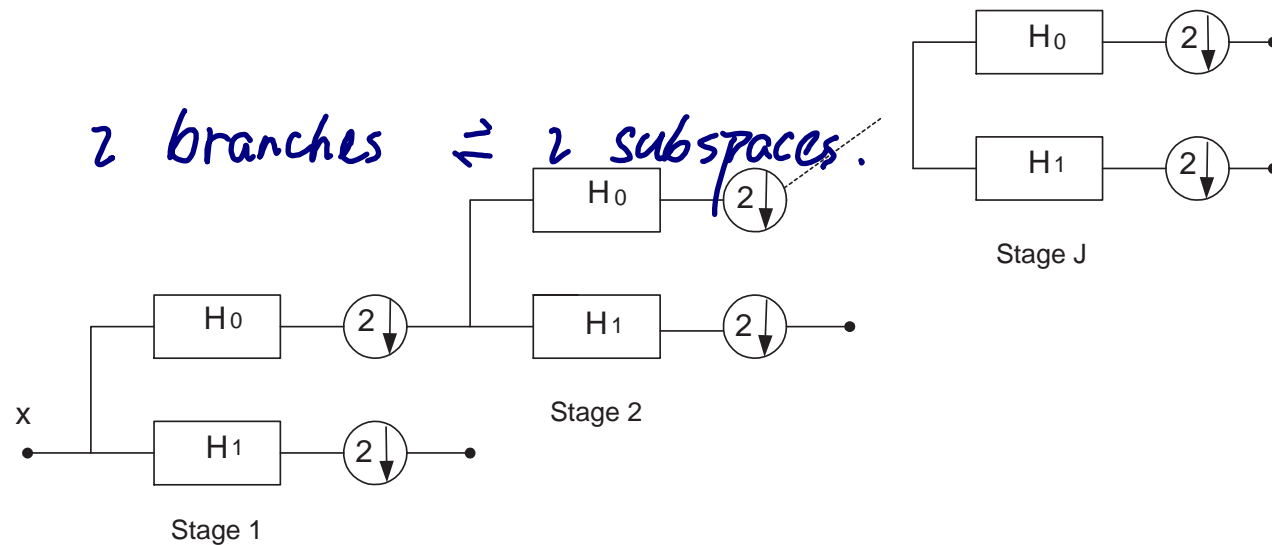 H0 2
2 branches ⇌ 2 subspaces.
H1 2
H0 2
Stage J
H0 2
H1 2
x
Stage 2
H1 2
Stage 1